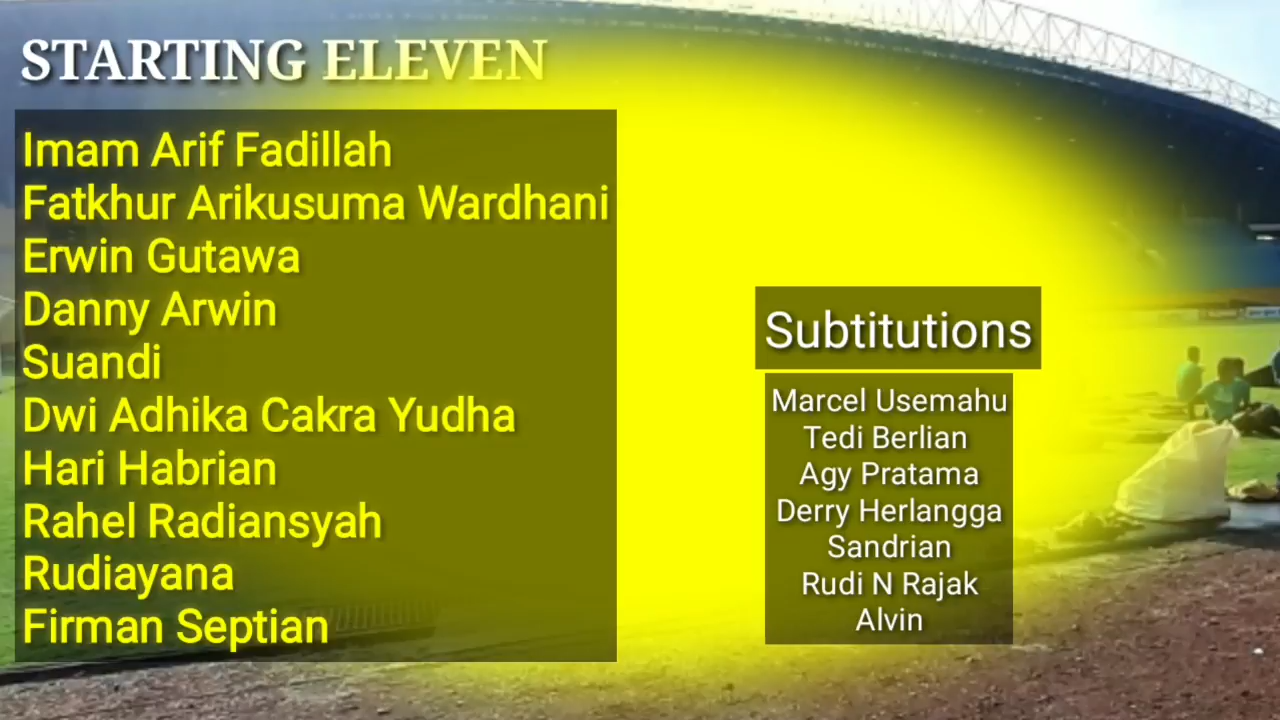 STARTING ELEVEN
Imam Arif Fadillah
Fatkhur Arikusuma Wardhani
Erwin Gutawa
Danny Arwin
Suandi
Dwi Adhika Cakra Yudha
Hari Habrian
Rahel Radiansyah
Rudiayana
Firman Septian
Subtitutions
Marcel Usemahu
Tedi Berlian
Agy Pratama
Derry Herlangga
Sandrian
Rudi N Rajak
Alvin